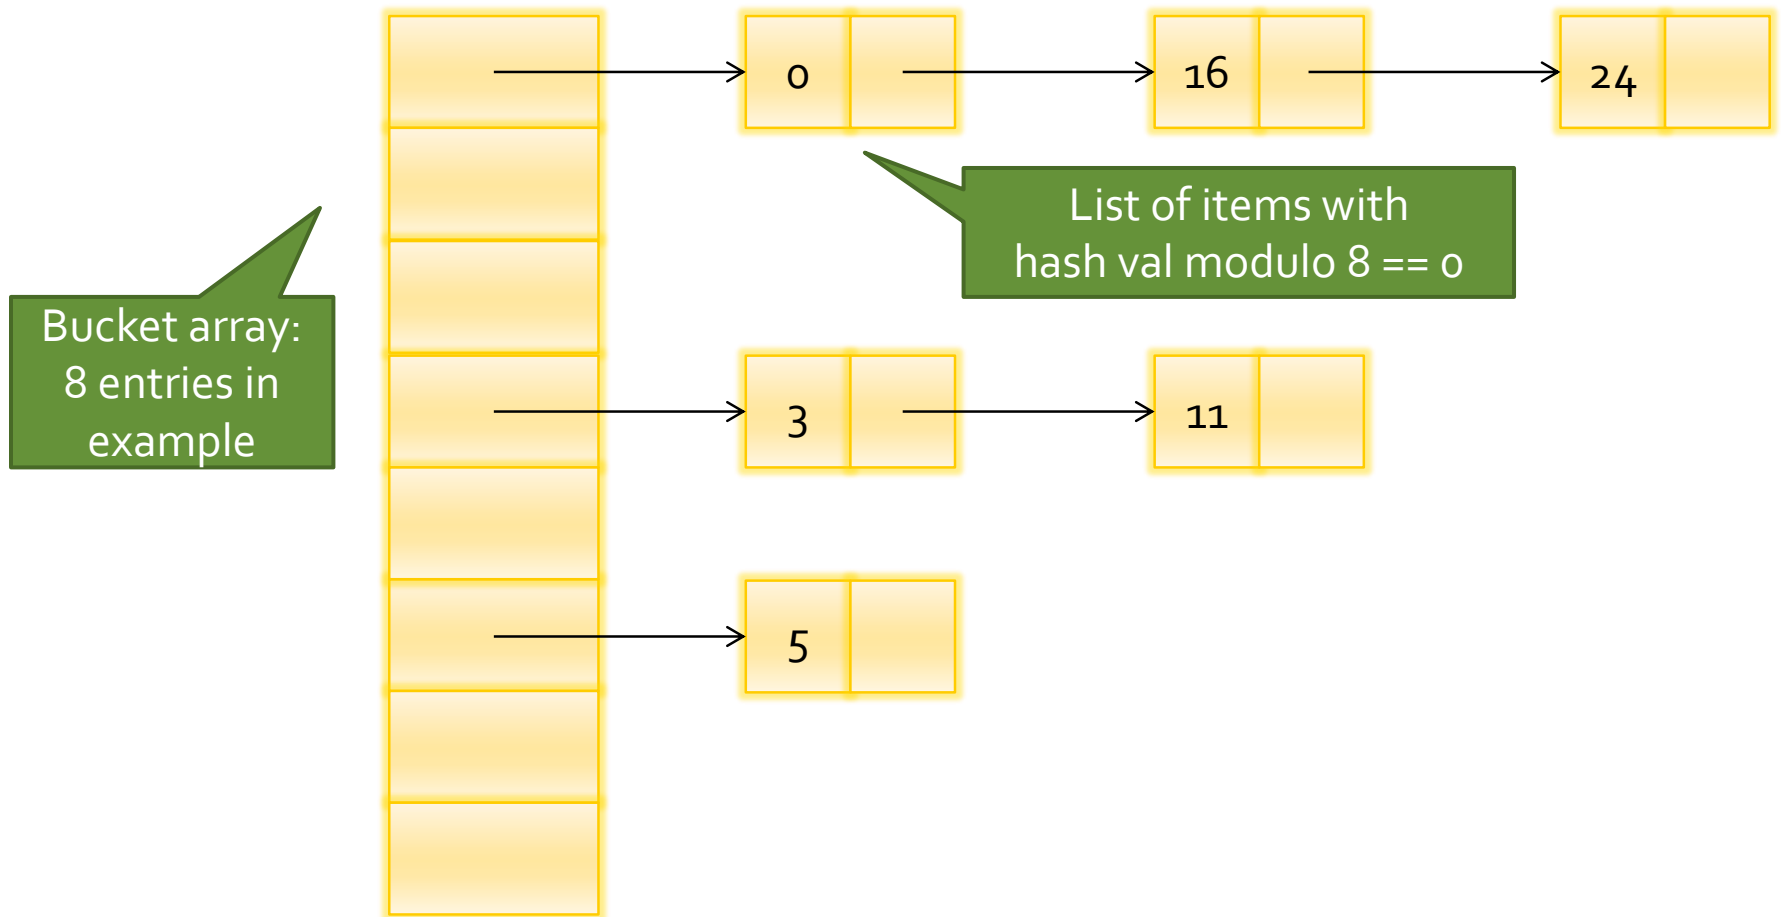 0 16 24
List of items with
hash val modulo 8 == 0
Bucket array:
8 entries in
example
3 11
5